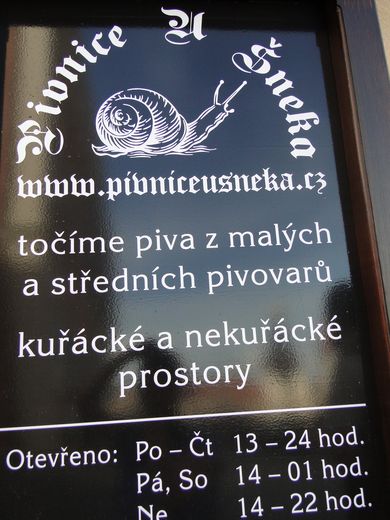 Pivnice U Šneka
www.pivniceusneka.cz
točíme piva z malých
a středních pivovarů
kuřácké a nekuřácké
prostory
Otevřeno: Po – Čt 13 – 24 hod.
Pá, So 14 – 01 hod.
Ne 14 – 22 hod.